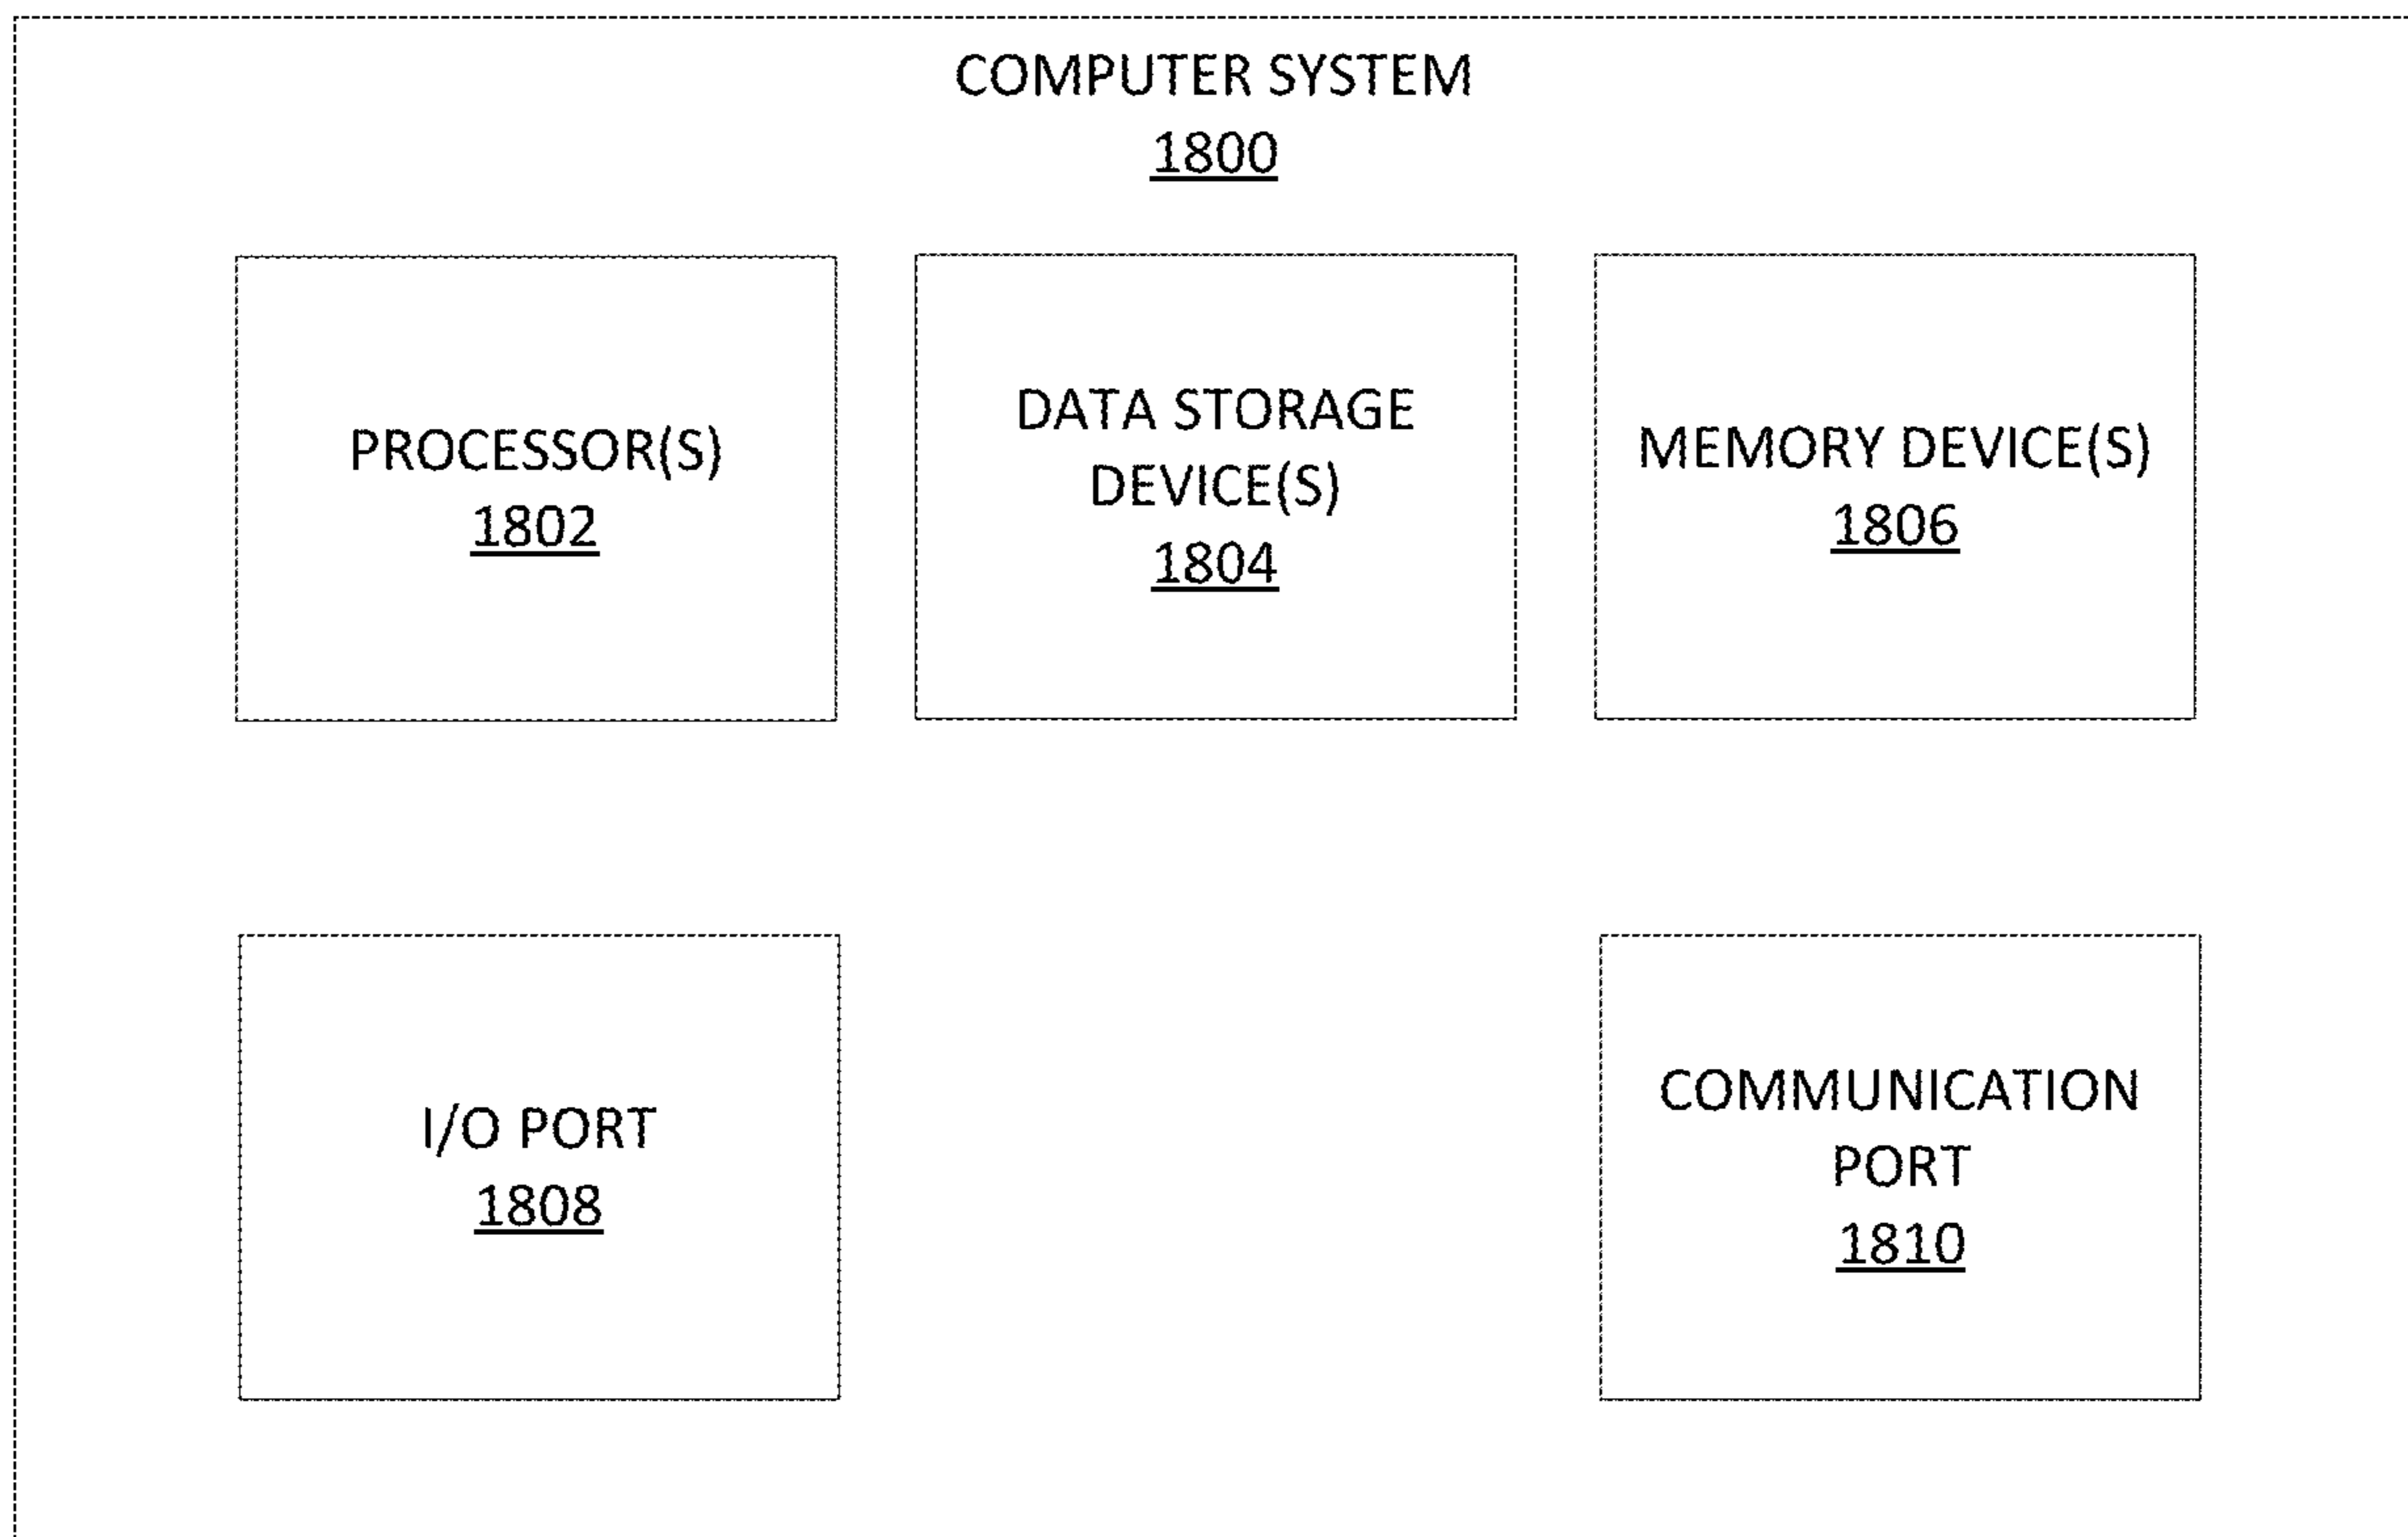 COMPUTER SYSTEM
1800
PROCESSOR(S)
1802
DATA STORAGE
DEVICE(S)
1804
MEMORY DEVICE(S)
1806
I/O PORT
1808
COMMUNICATION
PORT
1810